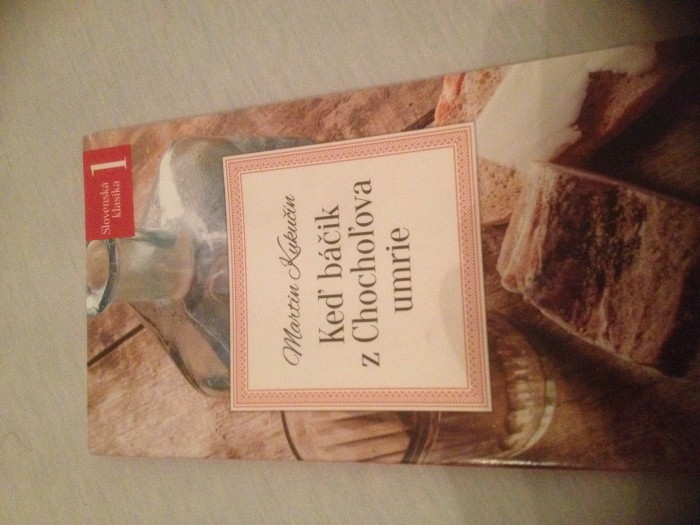 Slovenská
klasika
1
Martin Kukučín
Keď báčik
z Chochoľova
umrie